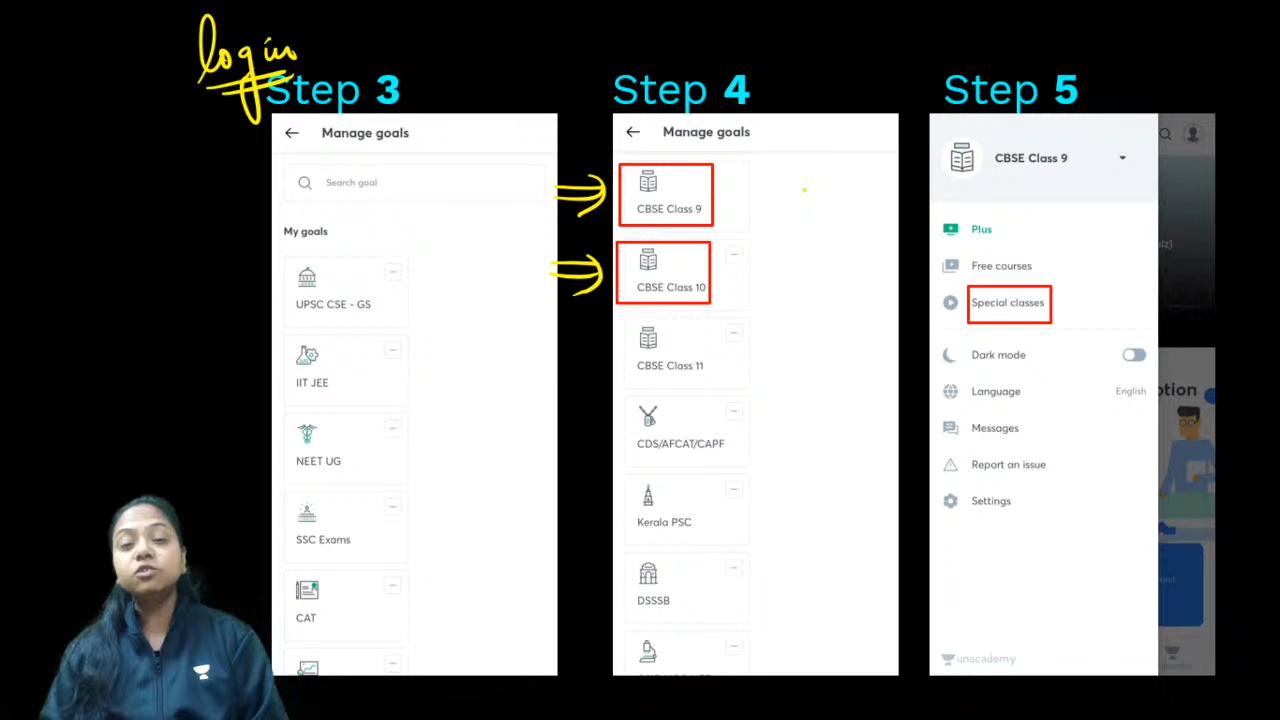 login
Step 3
Manage goals
Search goal
My goals
UPSC CSE - GS
IIT JEE
NEET UG
SSC Exams
CAT
Step 4
Manage goals
CBSE Class 9
CBSE Class 10
CBSE Class 11
CDS/AFCAT/CAPF
Kerala PSC
DSSSB
Step 5
CBSE Class 9
Plus
Free courses
Special classes
Dark mode
Language English
Messages
Report an issue
Settings
unacademy